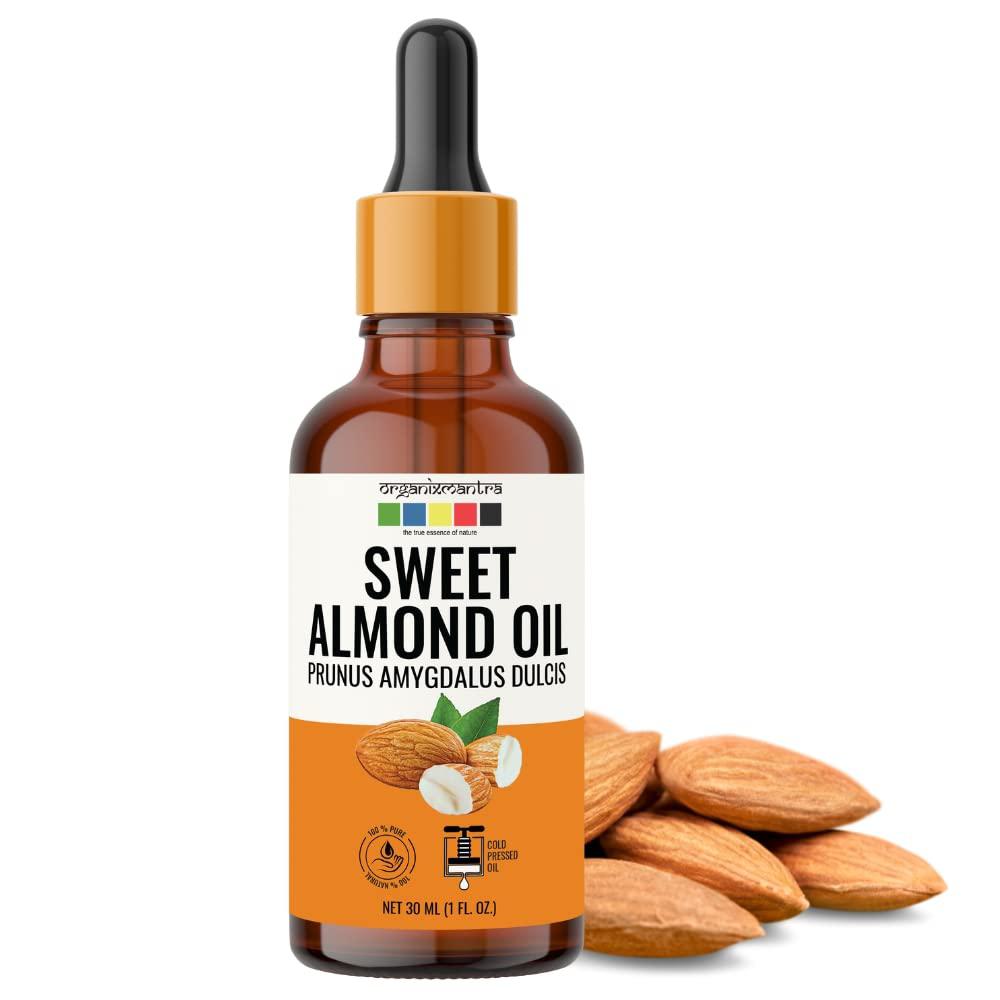 organixmantra
the true essence of nature
SWEET
ALMOND OIL
PRUNUS AMYGDALUS DULCIS
100 % PURE
100 % NATURAL
COLD
PRESSED
OIL
NET 30 ML (1 FL. OZ.)